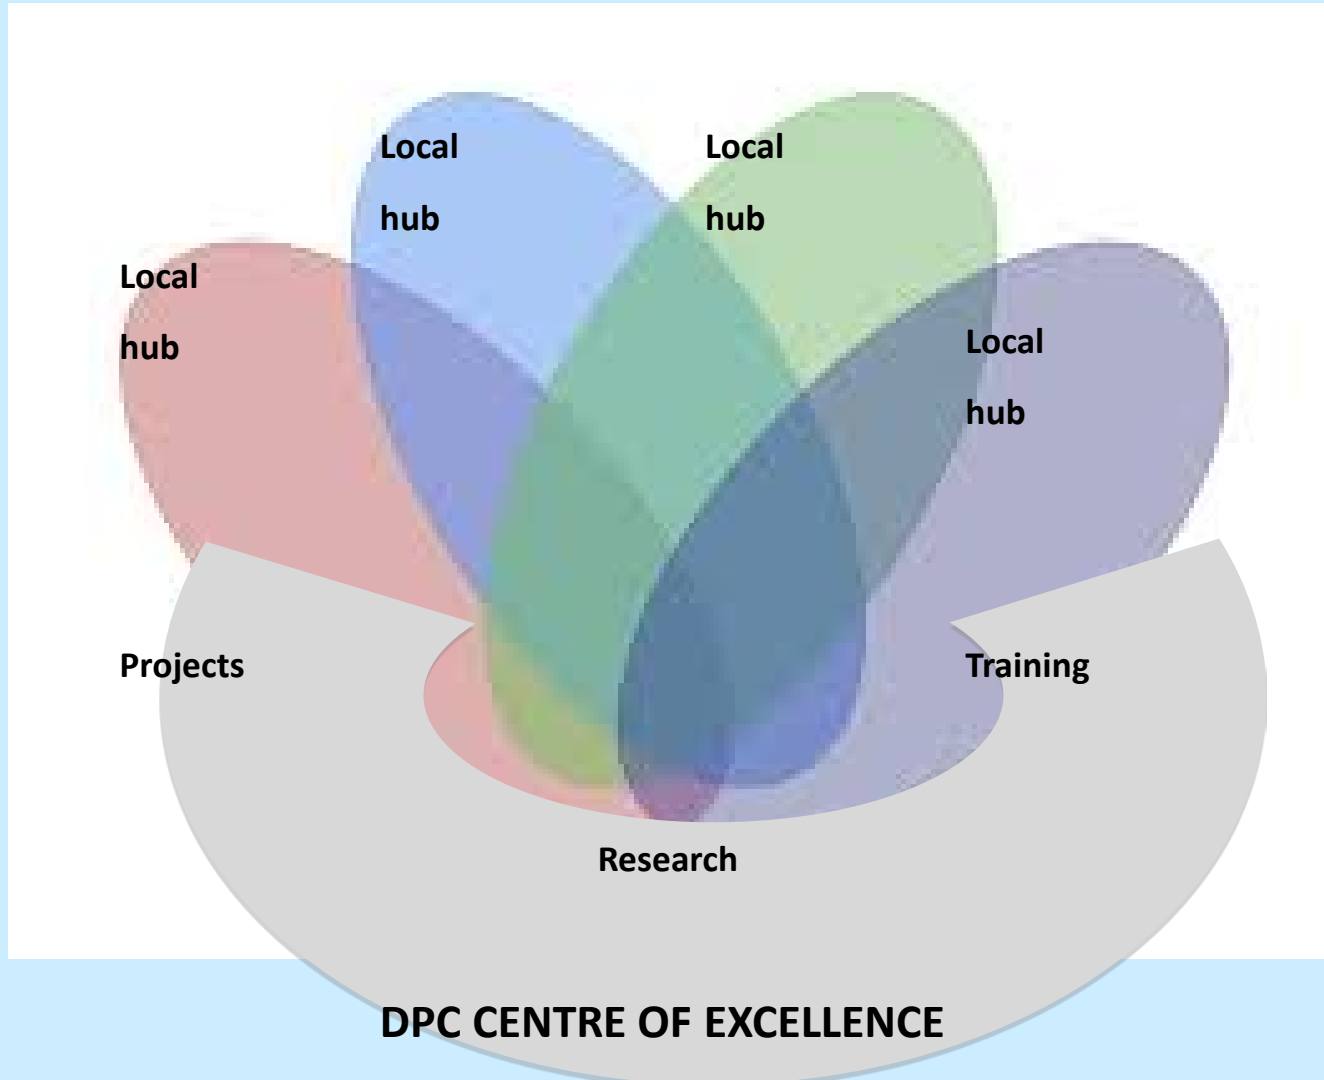 Local
hub
Local
hub
Local
hub
Local
hub
Projects
Training
Research
DPC CENTRE OF EXCELLENCE